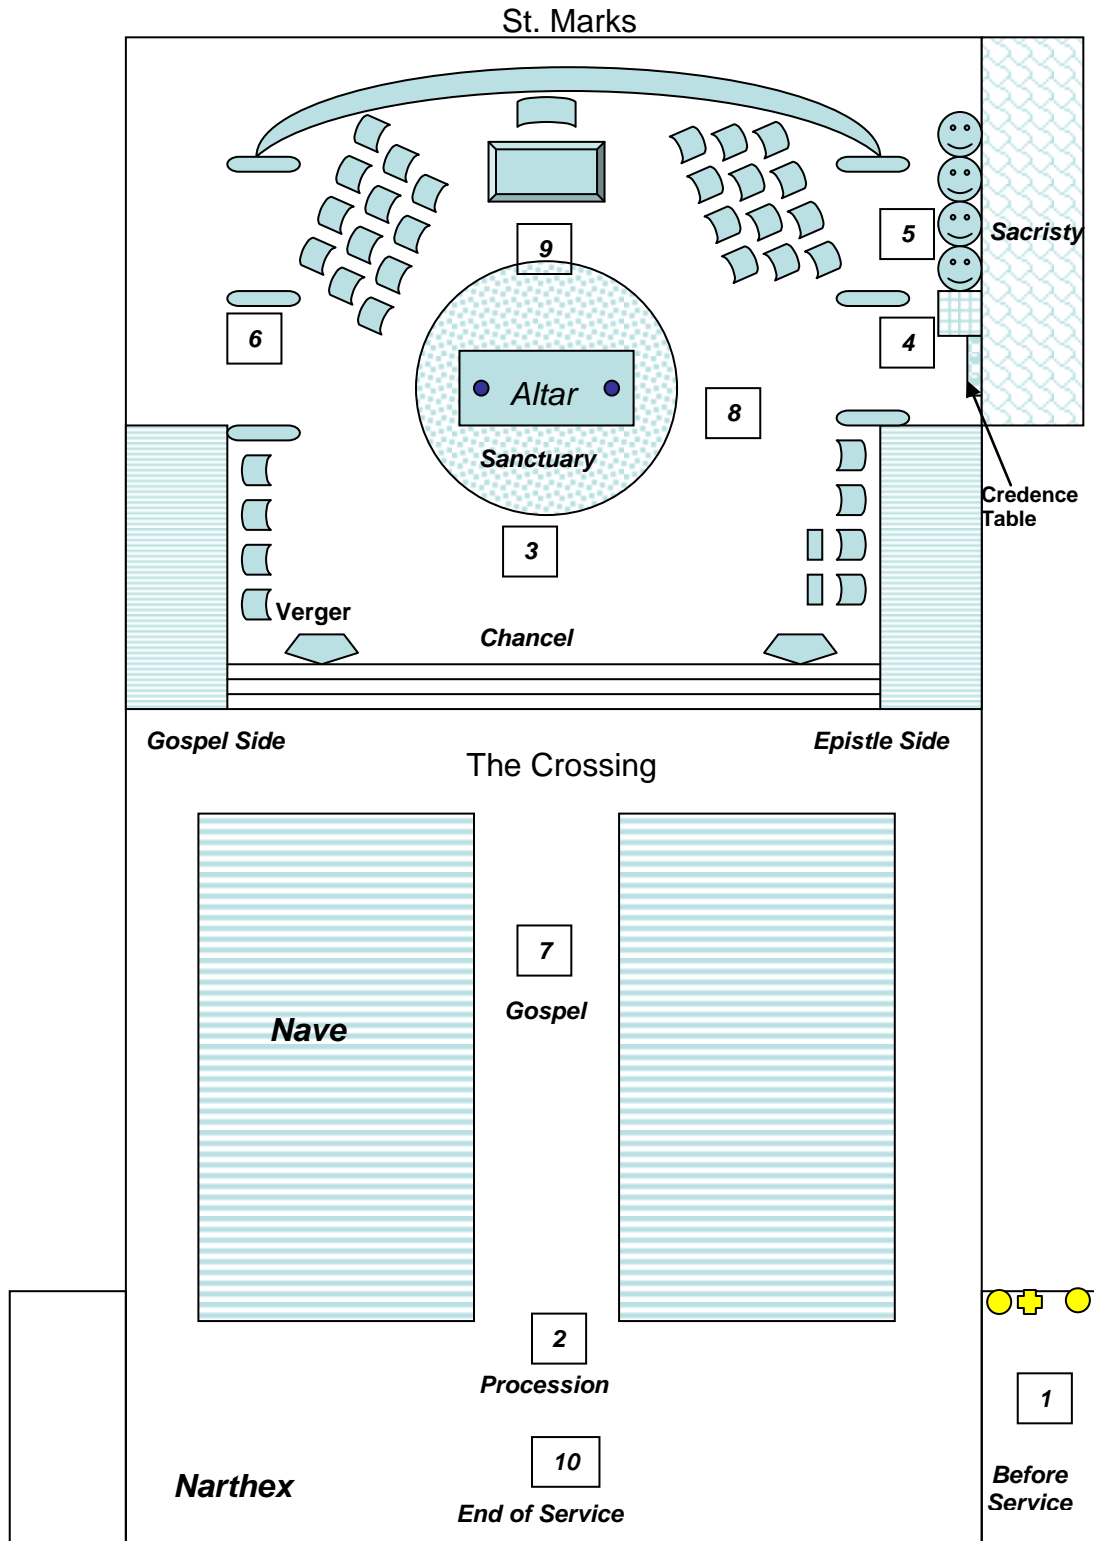 St. Marks
5
Sacristy
9
6
4
Altar
8
Sanctuary
Credence
Table
3
Verger
Chancel
Gospel Side
Epistle Side
The Crossing
7
Gospel
Nave
2
Procession
1
10
Narthex
Before
Service
End of Service